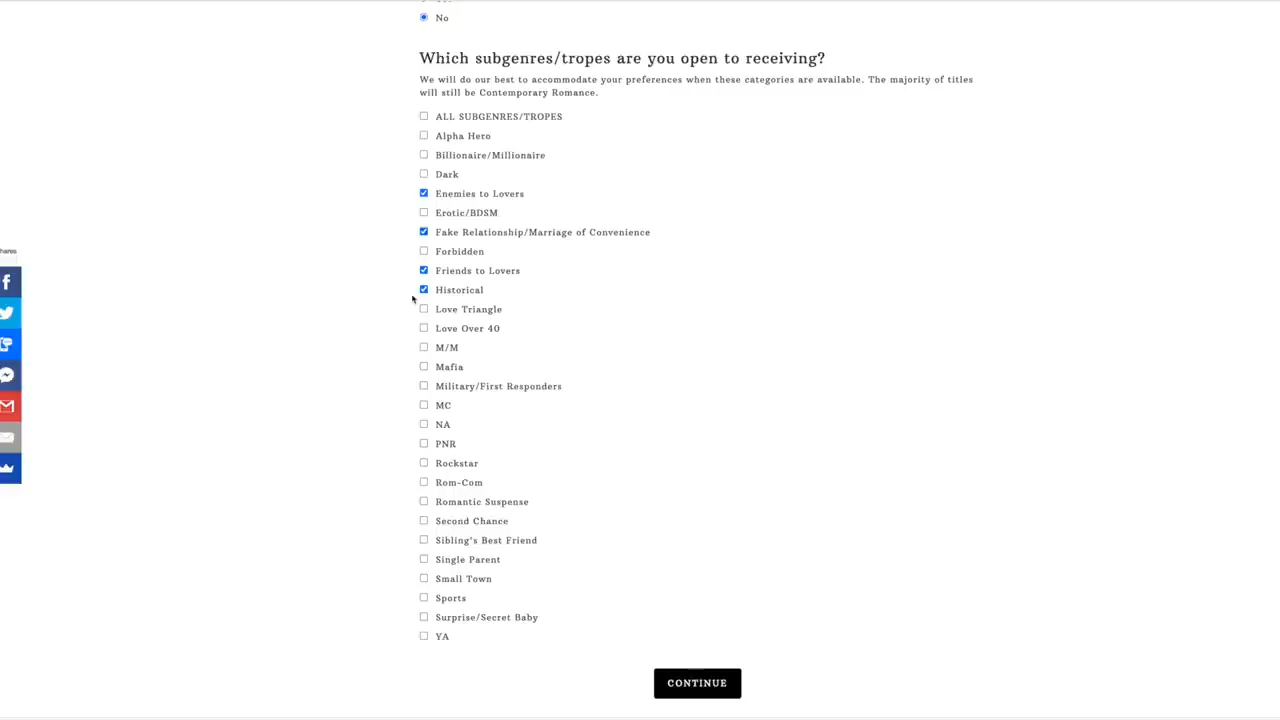 No
Which subgenres/tropes are you open to receiving?
We will do our best to accommodate your preferences when these categories are available. The majority of titles
will still be Contemporary Romance.
ALL SUBGENRES/TROPES
Alpha Hero
Billionaire/Millionaire
Dark
Enemies to Lovers
Erotic/BDSM
Fake Relationship/Marriage of Convenience
Forbidden
hares
Friends to Lovers
Historical
Love Triangle
Love Over 40
M/M
Mafia
Military/First Responders
MC
NA
PNR
Rockstar
Rom-Com
Romantic Suspense
Second Chance
Sibling's Best Friend
Single Parent
Small Town
Sports
Surprise/Secret Baby
YA
CONTINUE